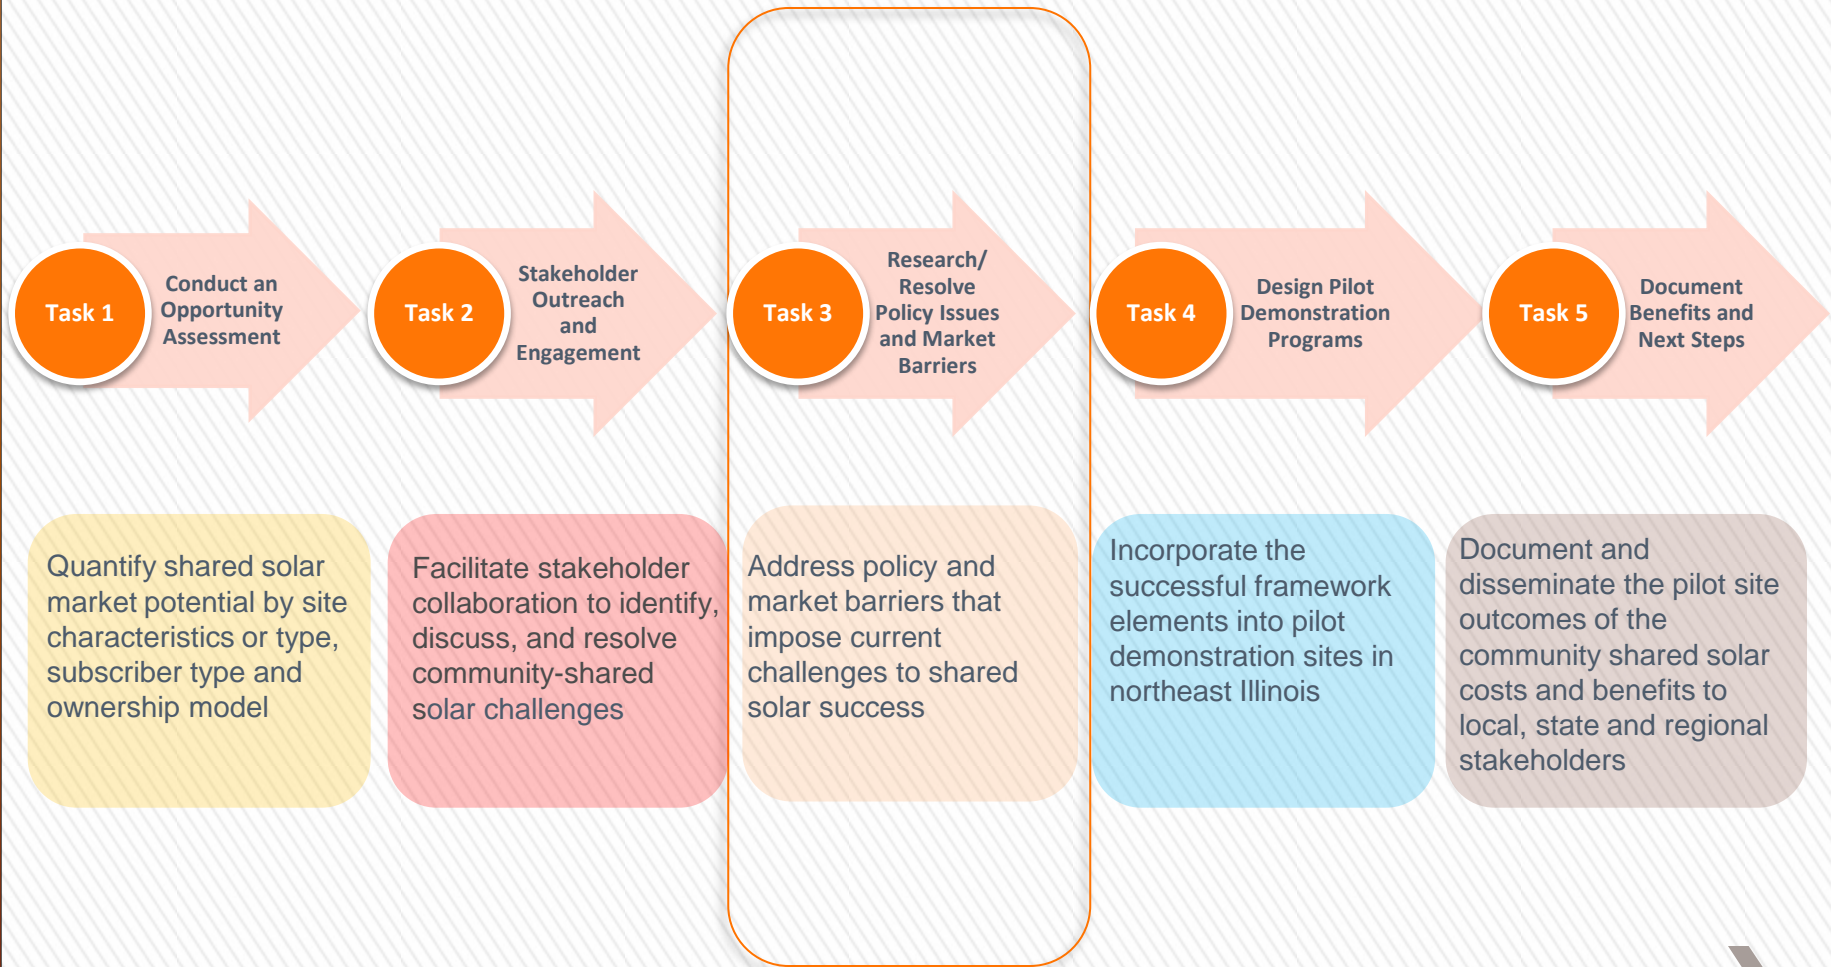 Task 1
Conduct an
Opportunity
Assessment
Task 2
Stakeholder
Outreach
and
Engagement
Task 3
Research/
Resolve
Policy Issues
and Market
Barriers
Task 4
Design Pilot
Demonstration
Programs
Task 5
Document
Benefits and
Next Steps
Quantify shared solar
market potential by site
characteristics or type,
subscriber type and
ownership model
Facilitate stakeholder
collaboration to identify,
discuss, and resolve
community-shared
solar challenges
Address policy and
market barriers that
impose current
challenges to shared
solar success
Incorporate the
successful framework
elements into pilot
demonstration sites in
northeast Illinois
Document and
disseminate the pilot site
outcomes of the
community shared solar
costs and benefits to
local, state and regional
stakeholders